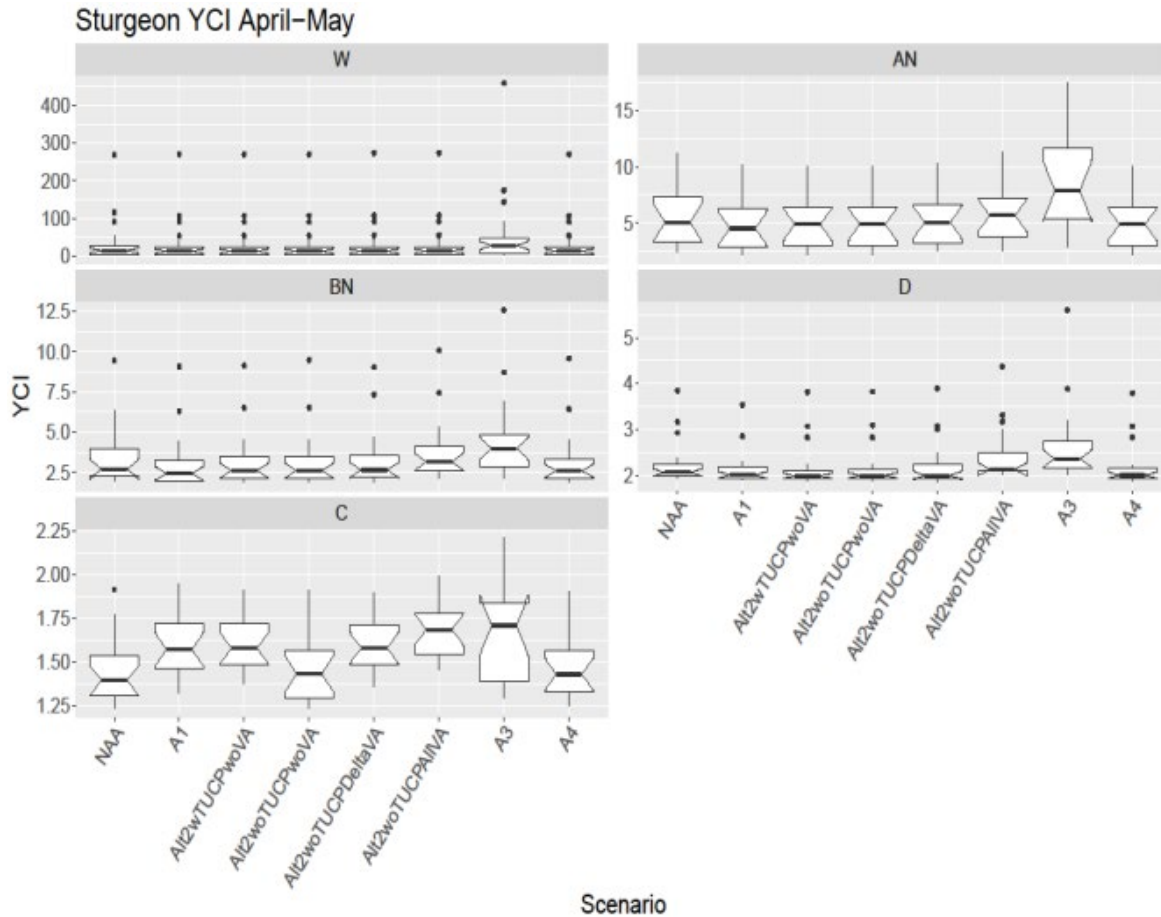 Sturgeon YCI April−May
W
AN
400
300
200
100
0
15
10
5
BN
D
12.5
10.0
7.5
5.0
2.5
5
4
3
2
YCI
C
2.25
2.00
1.75
1.50
1.25
NAA
A1
Alt2wTUCPwoVA
Alt2woTUCPwoVA
Alt2woTUCPDeltaVA
Alt2woTUCPAllVA
A3
A4
NAA
A1
Alt2wTUCPwoVA
Alt2woTUCPwoVA
Alt2woTUCPDeltaVA
Alt2woTUCPAllVA
A3
A4
Scenario